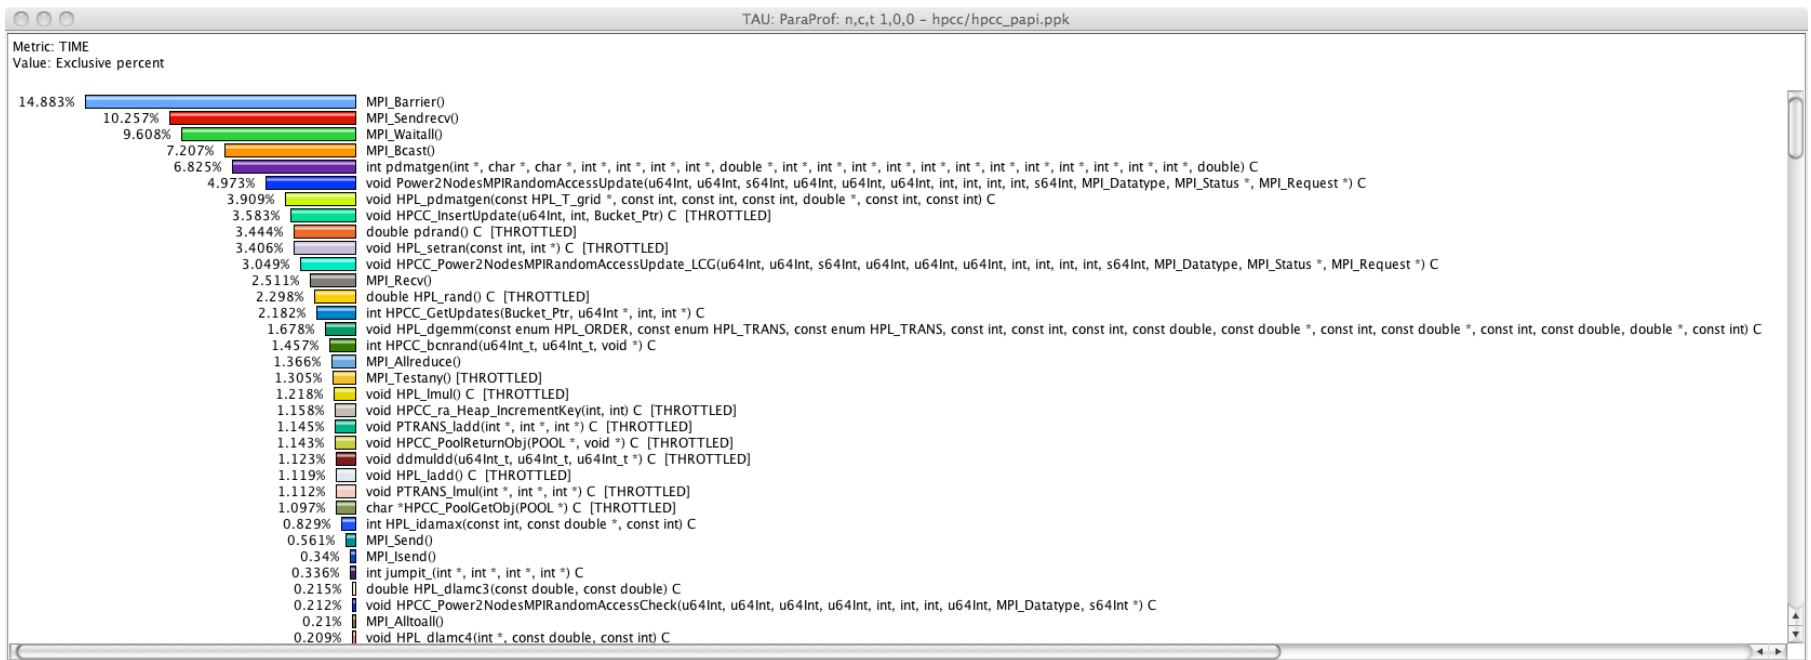 TAU: ParaProf: n,c,t 1,0,0 – hpcc/hpcc_papi.ppk
Metric: TIME
Value: Exclusive percent
14.883% MPI_Barrier()
10.257% MPI_Sendrecv()
9.608% MPI_Waitall()
7.207% MPI_Bcast()
6.825% int pdmatgen(int *, char *, char *, int *, int *, int *, int *, double *, int *, int *, int *, int *, int *, int *, int *, int *, int *, int *, int *, double) C
4.973% void Power2NodesMPIRandomAccessUpdate(u64Int, u64Int, s64Int, u64Int, u64Int, u64Int, int, int, int, int, s64Int, MPI_Datatype, MPI_Status *, MPI_Request *) C
3.909% void HPL_pdmatgen(const HPL_T_grid *, const int, const int, const int, double *, const int, const int) C
3.583% void HPCC_InsertUpdate(u64Int, int, Bucket_Ptr) C [THROTTLED]
3.444% double pdrand() C [THROTTLED]
3.406% void HPL_setran(const int, int *) C [THROTTLED]
3.049% void HPCC_Power2NodesMPIRandomAccessUpdate_LCG(u64Int, u64Int, s64Int, u64Int, u64Int, u64Int, int, int, int, int, s64Int, MPI_Datatype, MPI_Status *, MPI_Request *) C
2.511% MPI_Recv()
2.298% double HPL_rand() C [THROTTLED]
2.182% int HPCC_GetUpdates(Bucket_Ptr, u64Int *, int, int *) C
1.678% void HPL_dgemm(const enum HPL_ORDER, const enum HPL_TRANS, const enum HPL_TRANS, const int, const int, const int, const double, const double *, const int, const double *, const int, const double, double *, const int) C
1.457% int HPCC_bcnrand(u64Int_t, u64Int_t, void *) C
1.366% MPI_Allreduce()
1.305% MPI_Testany() [THROTTLED]
1.218% void HPL_lmul() C [THROTTLED]
1.158% void HPCC_ra_Heap_IncrementKey(int, int) C [THROTTLED]
1.145% void PTRANS_ladd(int *, int *, int *) C [THROTTLED]
1.143% void HPCC_PoolReturnObj(POOL *, void *) C [THROTTLED]
1.123% void ddmuldd(u64Int_t, u64Int_t, u64Int_t *) C [THROTTLED]
1.119% void HPL_ladd() C [THROTTLED]
1.112% void PTRANS_lmul(int *, int *, int *) C [THROTTLED]
1.097% char *HPCC_PoolGetObj(POOL *) C [THROTTLED]
0.829% int HPL_idamax(const int, const double *, const int) C
0.561% MPI_Send()
0.34% MPI_Isend()
0.336% int jumpit_(int *, int *, int *, int *) C
0.215% double HPL_dlamc3(const double, const double) C
0.212% void HPCC_Power2NodesMPIRandomAccessCheck(u64Int, u64Int, u64Int, u64Int, int, int, int, u64Int, MPI_Datatype, s64Int *) C
0.21% MPI_Alltoall()
0.209% void HPL_dlamc4(int *, const double, const int) C